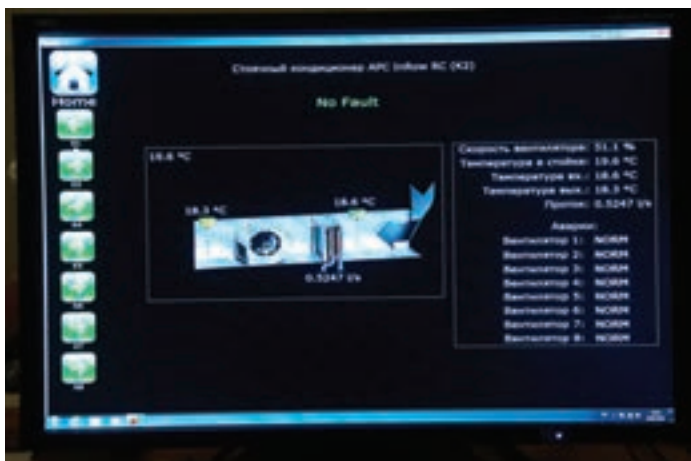 Стоечный кондиционер APC InRow RC (K2)
Home
No Fault
19.6 °C
18.3 °C
18.6 °C
0.5247 l/s
Скорость вентилятора: 51.1 %
Температура в стойке: 19.6 °C
Температура вх.: 18.6 °C
Температура вых.: 18.3 °C
Проток: 0.5247 l/s
Аварии:
Вентилятор 1: NORM
Вентилятор 2: NORM
Вентилятор 3: NORM
Вентилятор 4: NORM
Вентилятор 5: NORM
Вентилятор 6: NORM
Вентилятор 7: NORM
Вентилятор 8: NORM